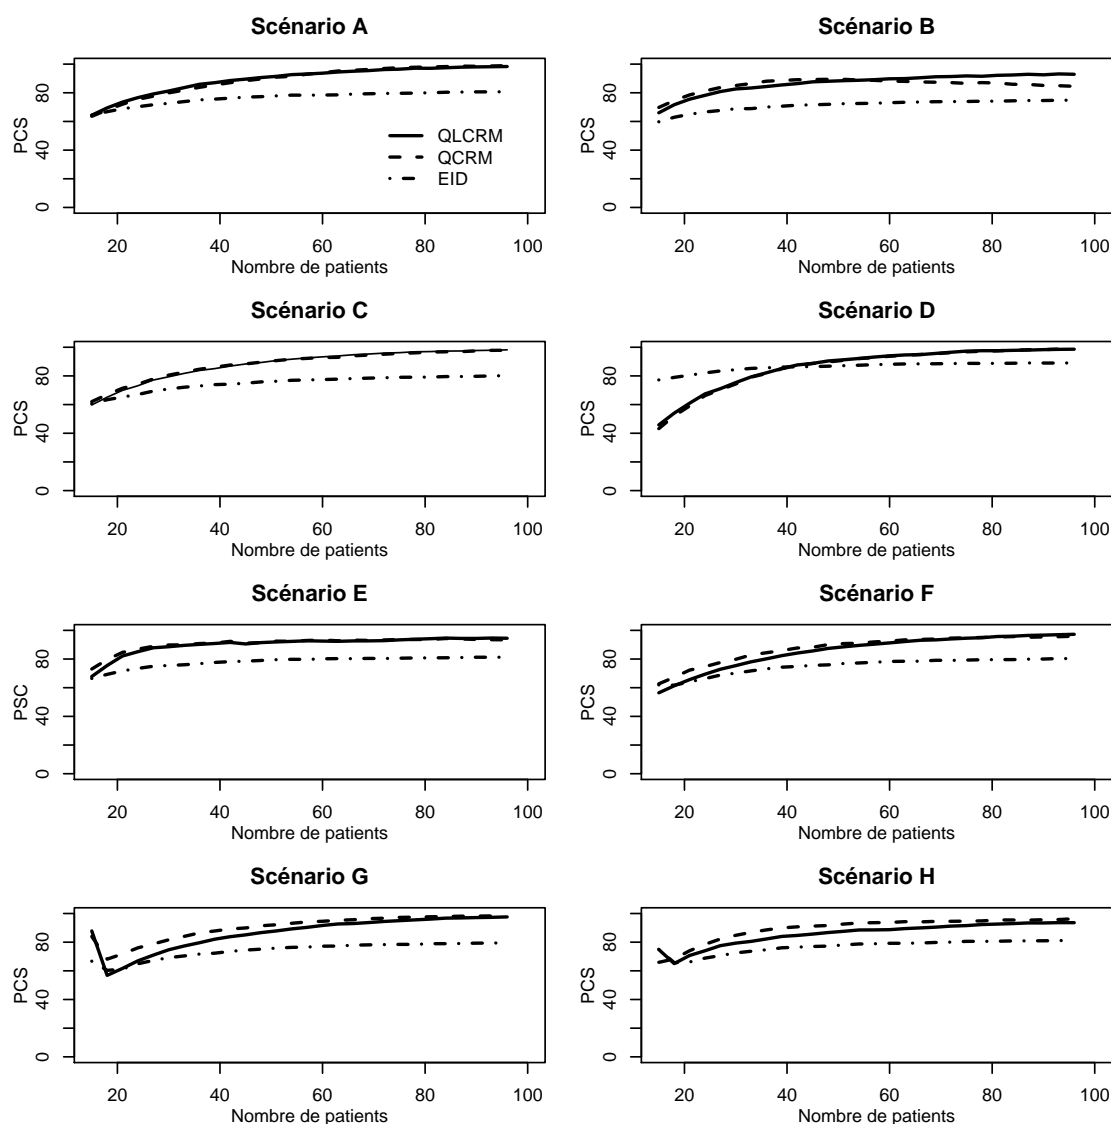 Scénario A
PCS
0
40
80
QLCRM
QCRM
EID
20 40 60 80 100
Nombre de patients
Scénario B
PCS
0
40
80
20 40 60 80 100
Nombre de patients
Scénario C
PCS
0
40
80
20 40 60 80 100
Nombre de patients
Scénario D
PCS
0
40
80
20 40 60 80 100
Nombre de patients
Scénario E
PSC
0
40
80
20 40 60 80 100
Nombre de patients
Scénario F
PCS
0
40
80
20 40 60 80 100
Nombre de patients
Scénario G
PCS
0
40
80
20 40 60 80 100
Nombre de patients
Scénario H
PCS
0
40
80
20 40 60 80 100
Nombre de patients